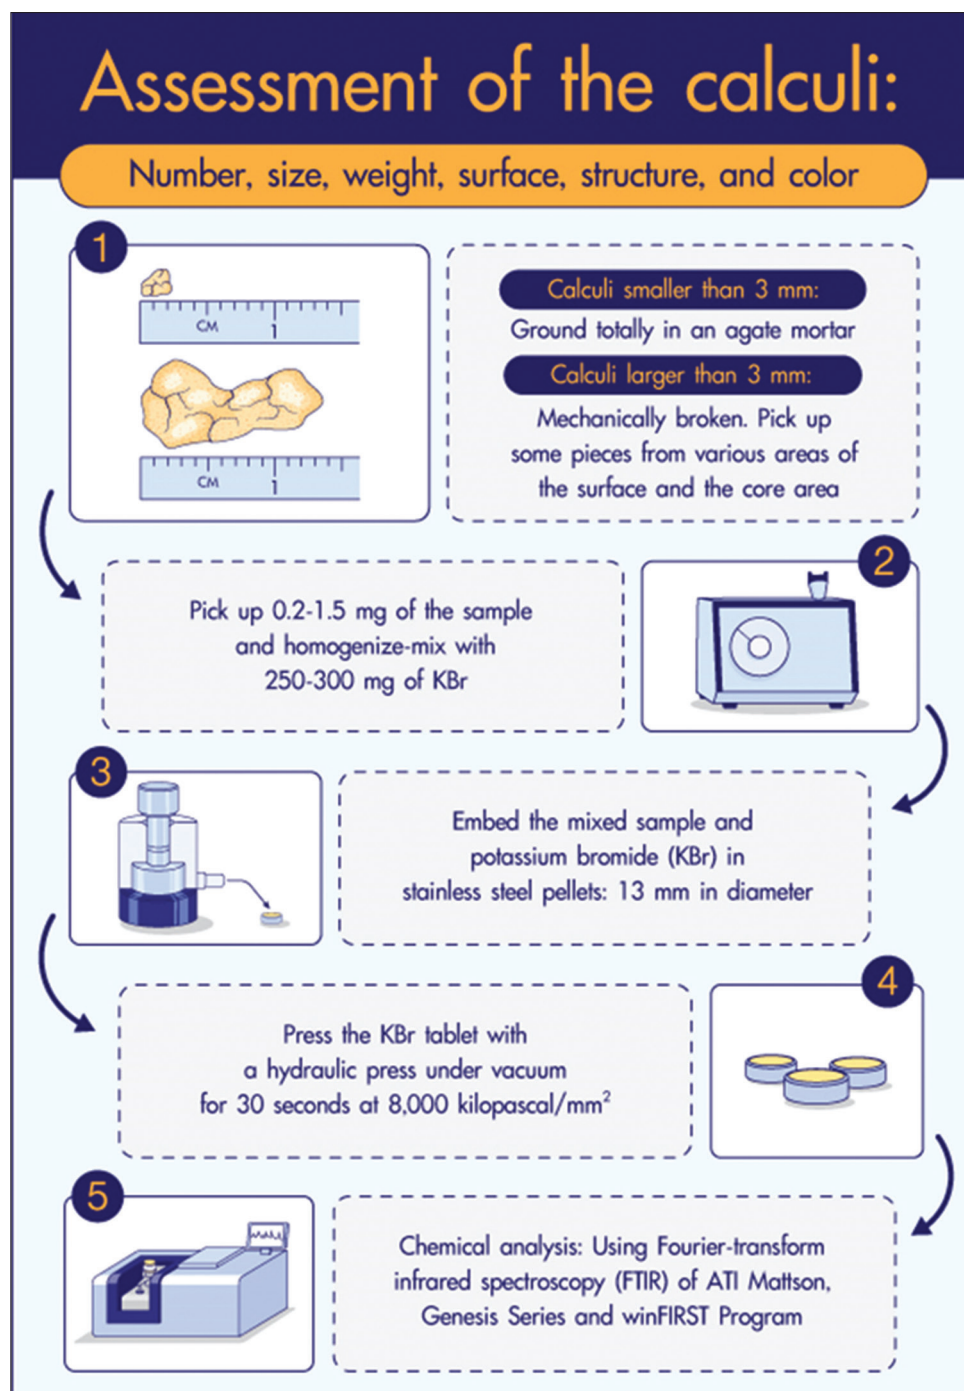 Assessment of the calculi:
Number, size, weight, surface, structure, and color
1
CM
1
CM
1
Calculi smaller than 3 mm:
Ground totally in an agate mortar
Calculi larger than 3 mm:
Mechanically broken. Pick up
some pieces from various areas of
the surface and the core area
2
Pick up 0.2-1.5 mg of the sample
and homogenize-mix with
250-300 mg of KBr
3
Embed the mixed sample and
potassium bromide (KBr) in
stainless steel pellets: 13 mm in diameter
4
Press the KBr tablet with
a hydraulic press under vacuum
for 30 seconds at 8,000 kilopascal/mm²
5
Chemical analysis: Using Fourier-transform
infrared spectroscopy (FTIR) of ATI Mattson,
Genesis Series and winFIRST Program